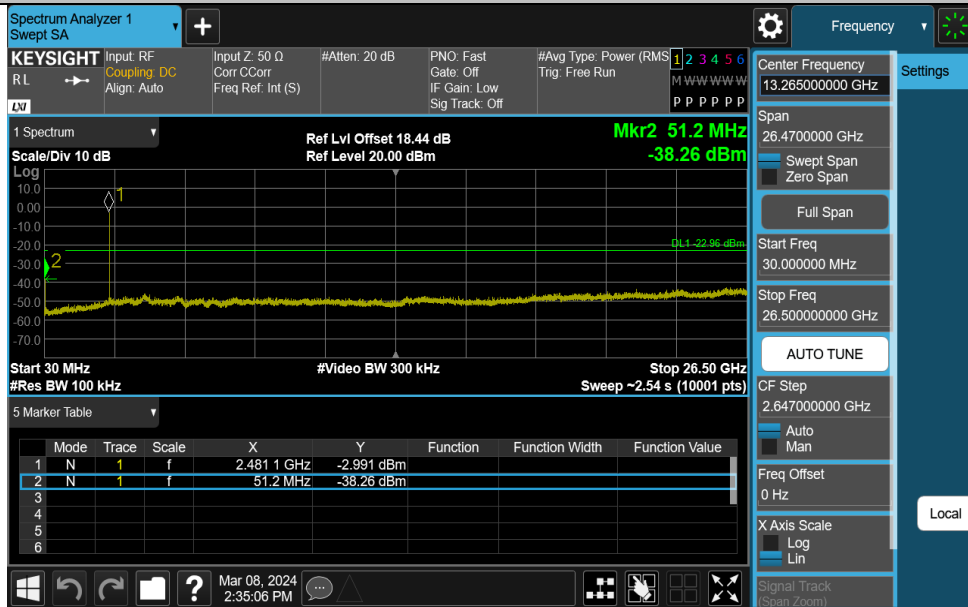 Spectrum Analyzer 1
Swept SA
+
Frequency
KEYSIGHT
RL
LXI
Input: RF
Coupling: DC
Align: Auto
Input Z: 50 Ω
Corr CCorr
Freq Ref: Int (S)
#Atten: 20 dB
PNO: Fast
Gate: Off
IF Gain: Low
Sig Track: Off
#Avg Type: Power (RMS
Trig: Free Run
1 2 3 4 5 6
M W W W W W
P P P P P P
1 Spectrum
Scale/Div 10 dB
Ref Lvl Offset 18.44 dB
Ref Level 20.00 dBm
Mkr2 51.2 MHz
-38.26 dBm
Log
10.0
0.00
-10.0
-20.0
-30.0
-40.0
-50.0
-60.0
-70.0
1
2
DL1 -22.96 dBm
Start 30 MHz
#Video BW 300 kHz
Stop 26.50 GHz
#Res BW 100 kHz
Sweep ~2.54 s (10001 pts)
5 Marker Table
Mode Trace Scale X Y Function Function Width Function Value
1 N 1 f 2.481 1 GHz -2.991 dBm
2 N 1 f 51.2 MHz -38.26 dBm
3
4
5
6
?
Mar 08, 2024
2:35:06 PM
Center Frequency
13.265000000 GHz
Span
26.4700000 GHz
Swept Span
Zero Span
Full Span
Start Freq
30.000000 MHz
Stop Freq
26.500000000 GHz
AUTO TUNE
CF Step
2.647000000 GHz
Auto
Man
Freq Offset
0 Hz
X Axis Scale
Log
Lin
Signal Track
(Span Zoom)
Settings
Local